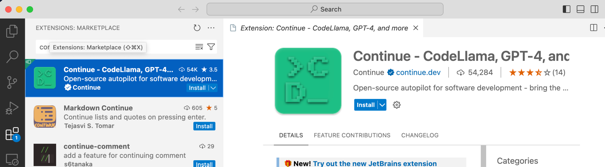 Search
EXTENSIONS: MARKETPLACE
Extensions: Marketplace (⇧⌘X)
Continue - CodeLlama, GPT-4... 54K ★ 3.5
Open-source autopilot for software developm...
Continue Install
Markdown Continue 605 ★ 5
Continue lists and quotes on pressing enter.
Tejasvi S. Tomar Install
continue-comment 29
add a feature for continuing comment
s6tanaka Install
1
Extension: Continue - CodeLlama, GPT-4, and more
Continue - CodeLlama, GPT-4, and
Continue continue.dev 54,284 (14)
Open-source autopilot for software development - bring the
Install
DETAILS FEATURE CONTRIBUTIONS CHANGELOG
New! Try out the new JetBrains extension
Categories